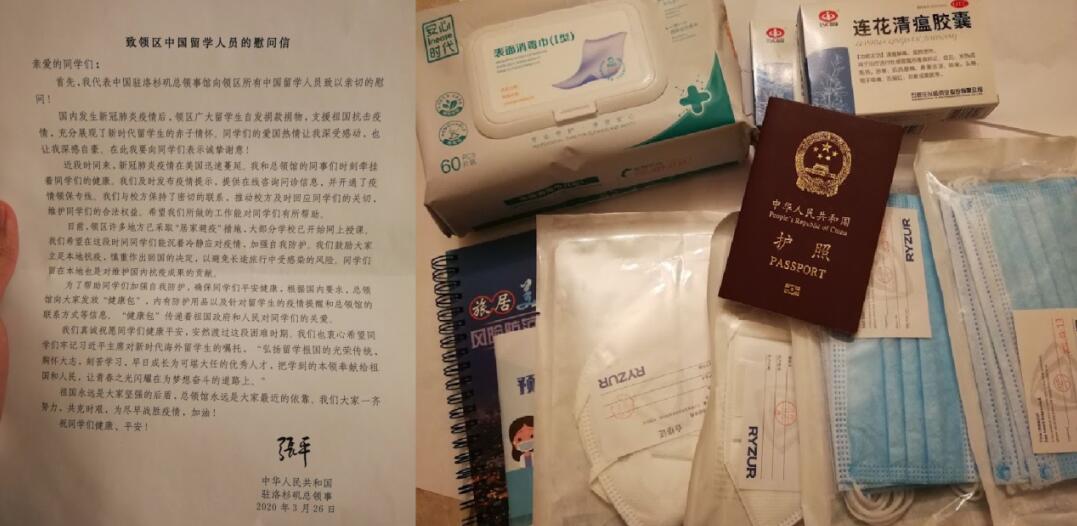 致领区中国留学人员的慰问信
亲爱的同学们：
首先，我代表中国驻洛杉矶总领事馆向领区所有中国留学人员致以亲切的慰
问！
国内发生新冠肺炎疫情后，领区广大留学生自发捐款捐物，支援祖国抗击疫
情，充分展现了新时代留学生的赤子情怀。同学们的爱国热情让我深受感动，也
让我深感自豪。在此我要向同学们表示诚挚谢意！
近段时间来，新冠肺炎疫情在美国迅速蔓延。我和总领馆的同事们时刻牵挂
着同学们的健康。我们及时发布疫情提示，提供在线咨询问诊信息，并开通了疫
情领保专线。我们与校方保持了密切的联系，推动校方及时回应同学们的关切，
维护同学们的合法权益。希望我们所做的工作能对同学们有所帮助。
目前，领区许多地方已采取“居家避疫”措施，大部分学校已开始网上授课。
我们希望在这段时间同学们能沉着冷静应对疫情，加强自我防护。我们鼓励大家
立足本地抗疫，慎重作出回国的决定，以避免长途旅行中受感染的风险。同学们
留在本地也是对维护国内抗疫成果的贡献。
为了帮助同学们加强自我防护，确保同学们平安健康，根据国内要求，总领
馆向大家发放“健康包”，内有防护用品以及针对留学生的疫情提醒和总领馆的
联系方式等信息。“健康包”传递着祖国政府和人民对同学们的关爱。
我们真诚祝愿同学们健康平安，安然渡过这段困难时期。我们也衷心希望同
学们牢记习近平主席对新时代海外留学生的嘱托，“弘扬留学报国的光荣传统，
胸怀大志，刻苦学习，早日成长为可堪大任的优秀人才，把学到的本领奉献给祖
国和人民，让青春之光闪耀在为梦想奋斗的道路上。”
祖国永远是大家坚强的后盾，总领馆永远是大家最近的依靠。我们大家一齐
努力，共克时艰，为尽早战胜疫情，加油！
祝同学们健康、平安！
张平
中华人民共和国
驻洛杉矶总领事
2020年3月26日
安心
时代
表面消毒巾(I型)
60 PCS
片装
连花清瘟胶囊
OTC
中华人民共和国
People's Republic of China
护照
PASSPORT
旅居
风险防范
预
RYZUR
合格证
RYZUR
RYZUR
RYZUR